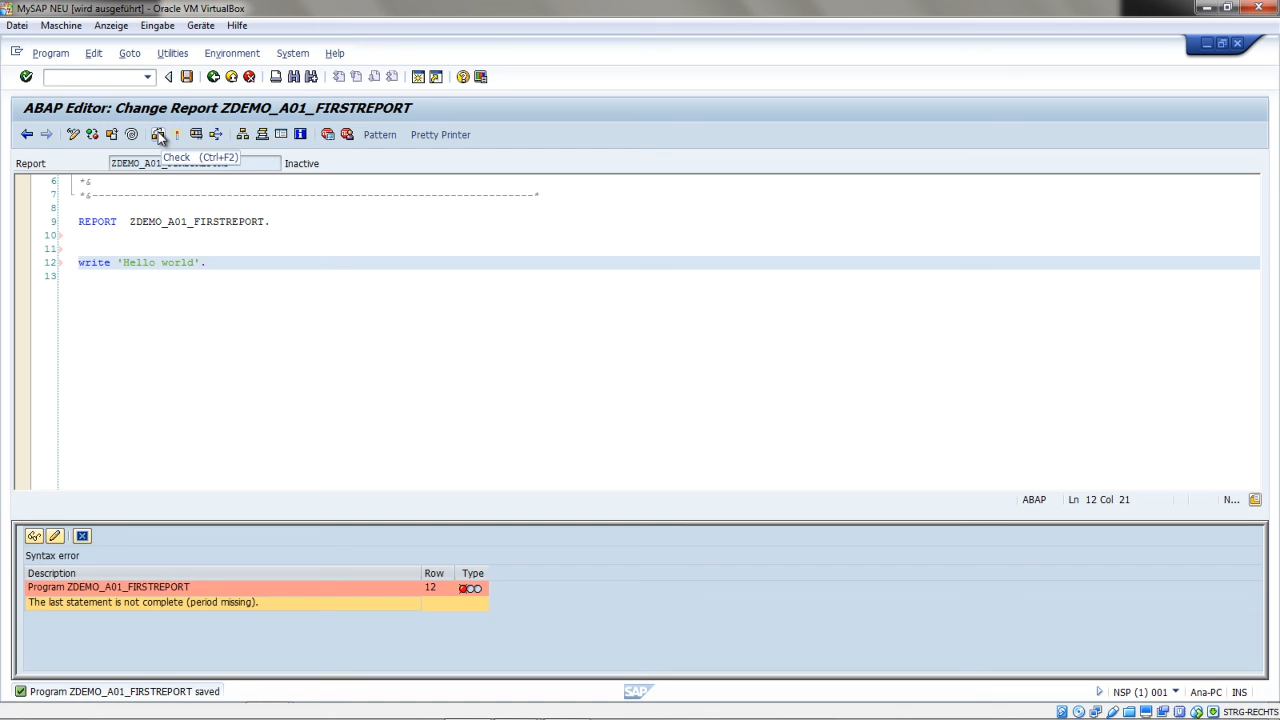 MySAP NEU [wird ausgeführt] - Oracle VM VirtualBox
Datei Maschine Anzeige Eingabe Geräte Hilfe
Program Edit Goto Utilities Environment System Help
ABAP Editor: Change Report ZDEMO_A01_FIRSTREPORT
Pattern Pretty Printer
Check (Ctrl+F2)
Report Inactive
6 *&
7 *&---------------------------------------------------------------------*
8
9 REPORT ZDEMO_A01_FIRSTREPORT.
10
11
12 write 'Hello world'.
13
ABAP Ln 12 Col 21 N...
Syntax error
Description Row Type
Program ZDEMO_A01_FIRSTREPORT 12
The last statement is not complete (period missing).
Program ZDEMO_A01_FIRSTREPORT saved SAP NSP (1) 001 Ana-PC INS
STRG-RECHTS